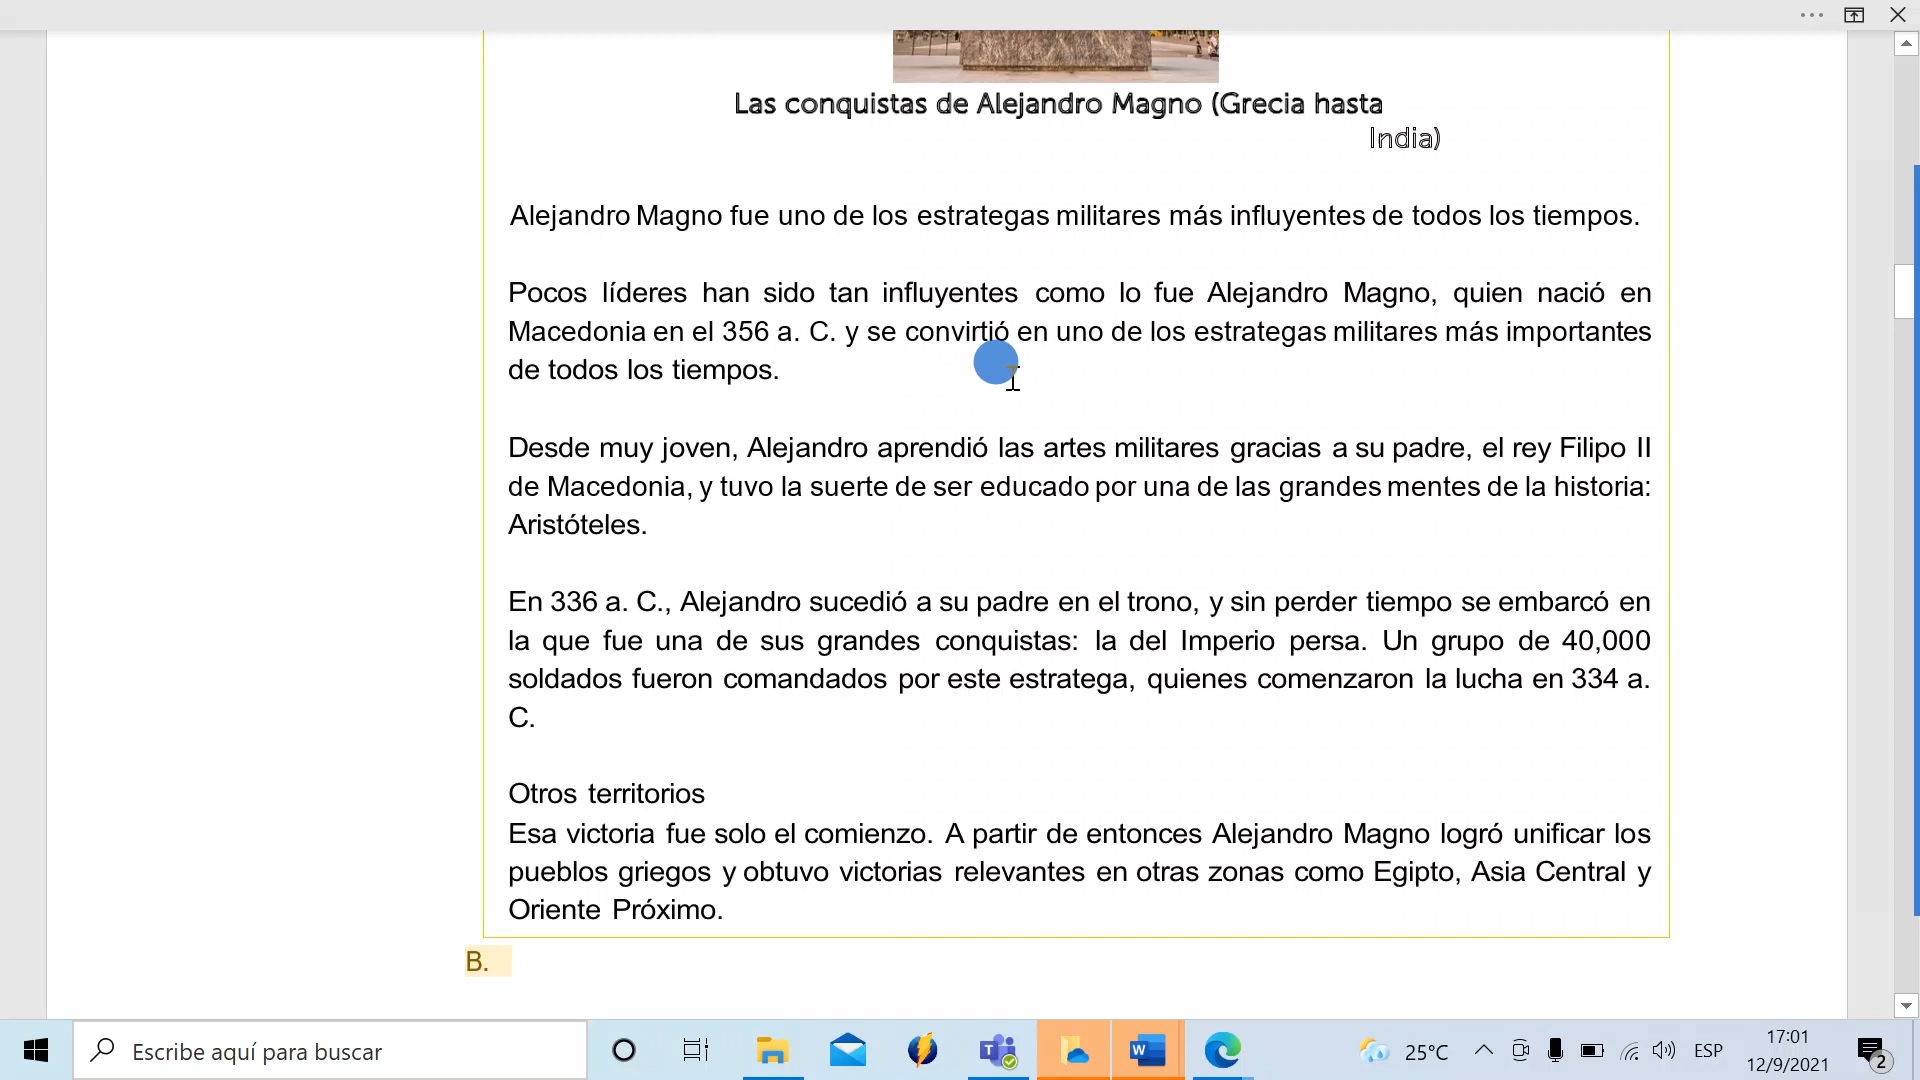 Las conquistas de Alejandro Magno (Grecia hasta
India)
Alejandro Magno fue uno de los estrategas militares más influyentes de todos los tiempos.
Pocos líderes han sido tan influyentes como lo fue Alejandro Magno, quien nació en
Macedonia en el 356 a. C. y se convirtió en uno de los estrategas militares más importantes
de todos los tiempos.
Desde muy joven, Alejandro aprendió las artes militares gracias a su padre, el rey Filipo II
de Macedonia, y tuvo la suerte de ser educado por una de las grandes mentes de la historia:
Aristóteles.
En 336 a. C., Alejandro sucedió a su padre en el trono, y sin perder tiempo se embarcó en
la que fue una de sus grandes conquistas: la del Imperio persa. Un grupo de 40,000
soldados fueron comandados por este estratega, quienes comenzaron la lucha en 334 a.
C.
Otros territorios
Esa victoria fue solo el comienzo. A partir de entonces Alejandro Magno logró unificar los
pueblos griegos y obtuvo victorias relevantes en otras zonas como Egipto, Asia Central y
Oriente Próximo.
B.
Escribe aquí para buscar
25°C
ESP
17:01
12/9/2021
2